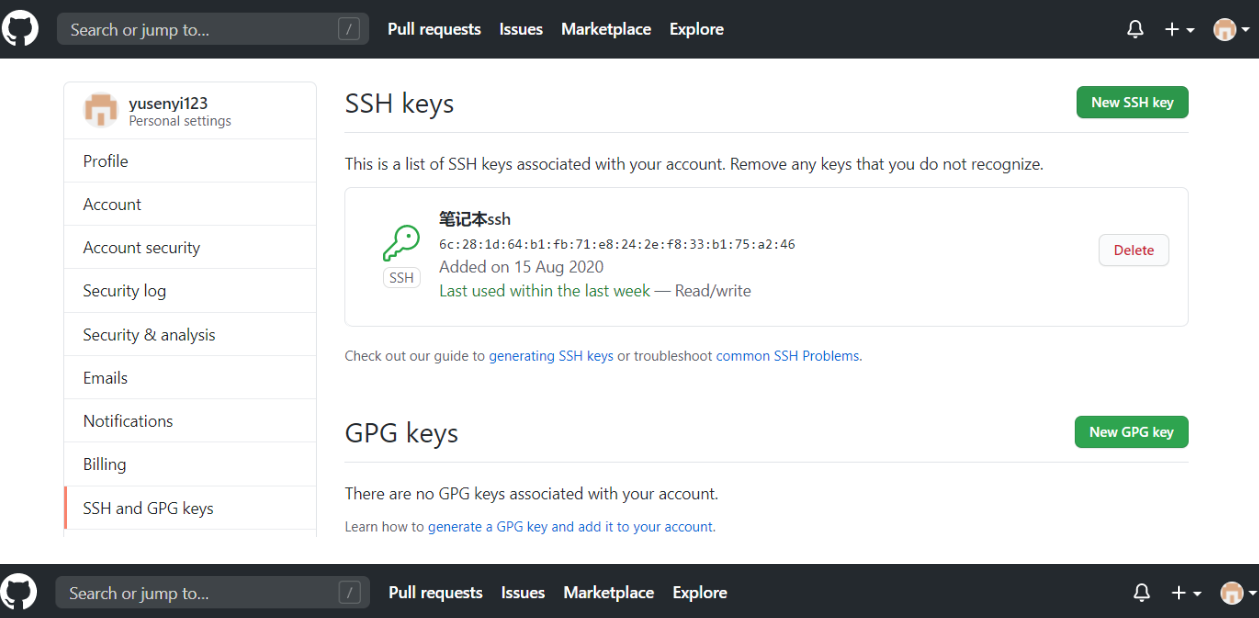 Search or jump to... / Pull requests Issues Marketplace Explore
yusenyi123
Personal settings
Profile
Account
Account security
Security log
Security & analysis
Emails
Notifications
Billing
SSH and GPG keys
SSH keys New SSH key
This is a list of SSH keys associated with your account. Remove any keys that you do not recognize.
笔记本ssh
6c:28:1d:64:b1:fb:71:e8:24:2e:f8:33:b1:75:a2:46
Added on 15 Aug 2020
Last used within the last week — Read/write
SSH
Delete
Check out our guide to generating SSH keys or troubleshoot common SSH Problems.
GPG keys New GPG key
There are no GPG keys associated with your account.
Learn how to generate a GPG key and add it to your account.
Search or jump to... / Pull requests Issues Marketplace Explore